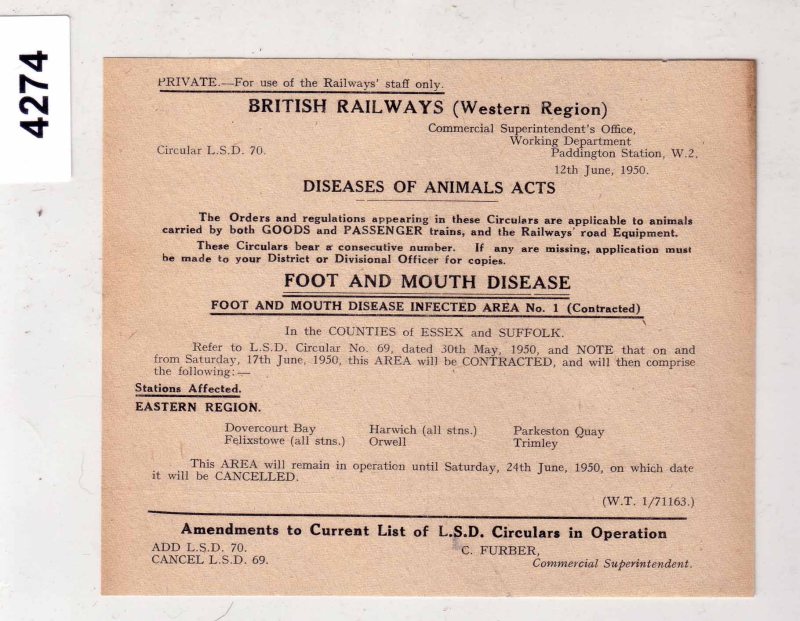 4274
PRIVATE.—For use of the Railways' staff only.
BRITISH RAILWAYS (Western Region)
Commercial Superintendent's Office,
Working Department
Circular L.S.D. 70. Paddington Station, W.2.
12th June, 1950.
DISEASES OF ANIMALS ACTS
The Orders and regulations appearing in these Circulars are applicable to animals
carried by both GOODS and PASSENGER trains, and the Railways' road Equipment.
These Circulars bear a consecutive number. If any are missing, application must
be made to your District or Divisional Officer for copies.
FOOT AND MOUTH DISEASE
FOOT AND MOUTH DISEASE INFECTED AREA No. 1 (Contracted)
In the COUNTIES of ESSEX and SUFFOLK.
Refer to L.S.D. Circular No. 69, dated 30th May, 1950, and NOTE that on and
from Saturday, 17th June, 1950, this AREA will be CONTRACTED, and will then comprise
the following:—
Stations Affected.
EASTERN REGION.
Dovercourt Bay Harwich (all stns.) Parkeston Quay
Felixstowe (all stns.) Orwell Trimley
This AREA will remain in operation until Saturday, 24th June, 1950, on which date
it will be CANCELLED.
(W.T. 1/71163.)
Amendments to Current List of L.S.D. Circulars in Operation
ADD L.S.D. 70. C. FURBER,
CANCEL L.S.D. 69. Commercial Superintendent.